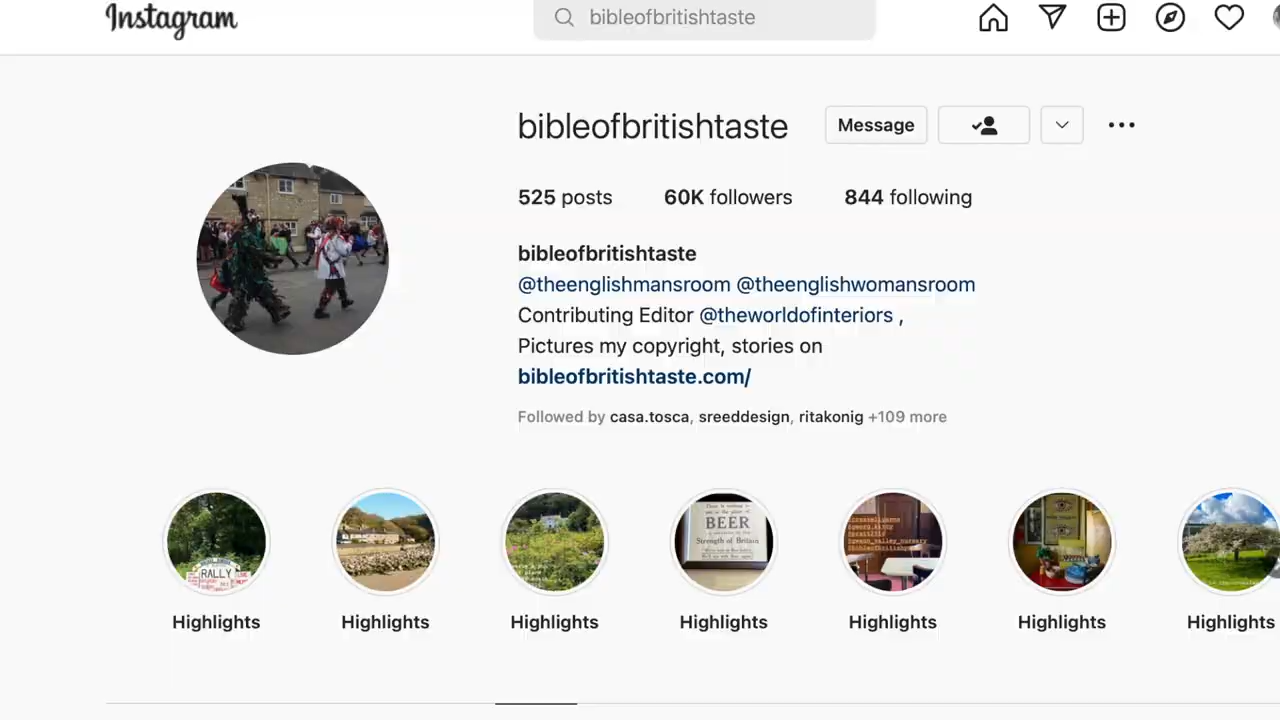 Instagram
bibleofbritishtaste
bibleofbritishtaste
Message
525 posts 60K followers 844 following
bibleofbritishtaste
@theenglishmansroom @theenglishwomansroom
Contributing Editor @theworldofinteriors ,
Pictures my copyright, stories on
bibleofbritishtaste.com/
Followed by casa.tosca, sreeddesign, ritakonig +109 more
RALLY
BEER
Strength of Britain
Highlights Highlights Highlights Highlights Highlights Highlights Highlights